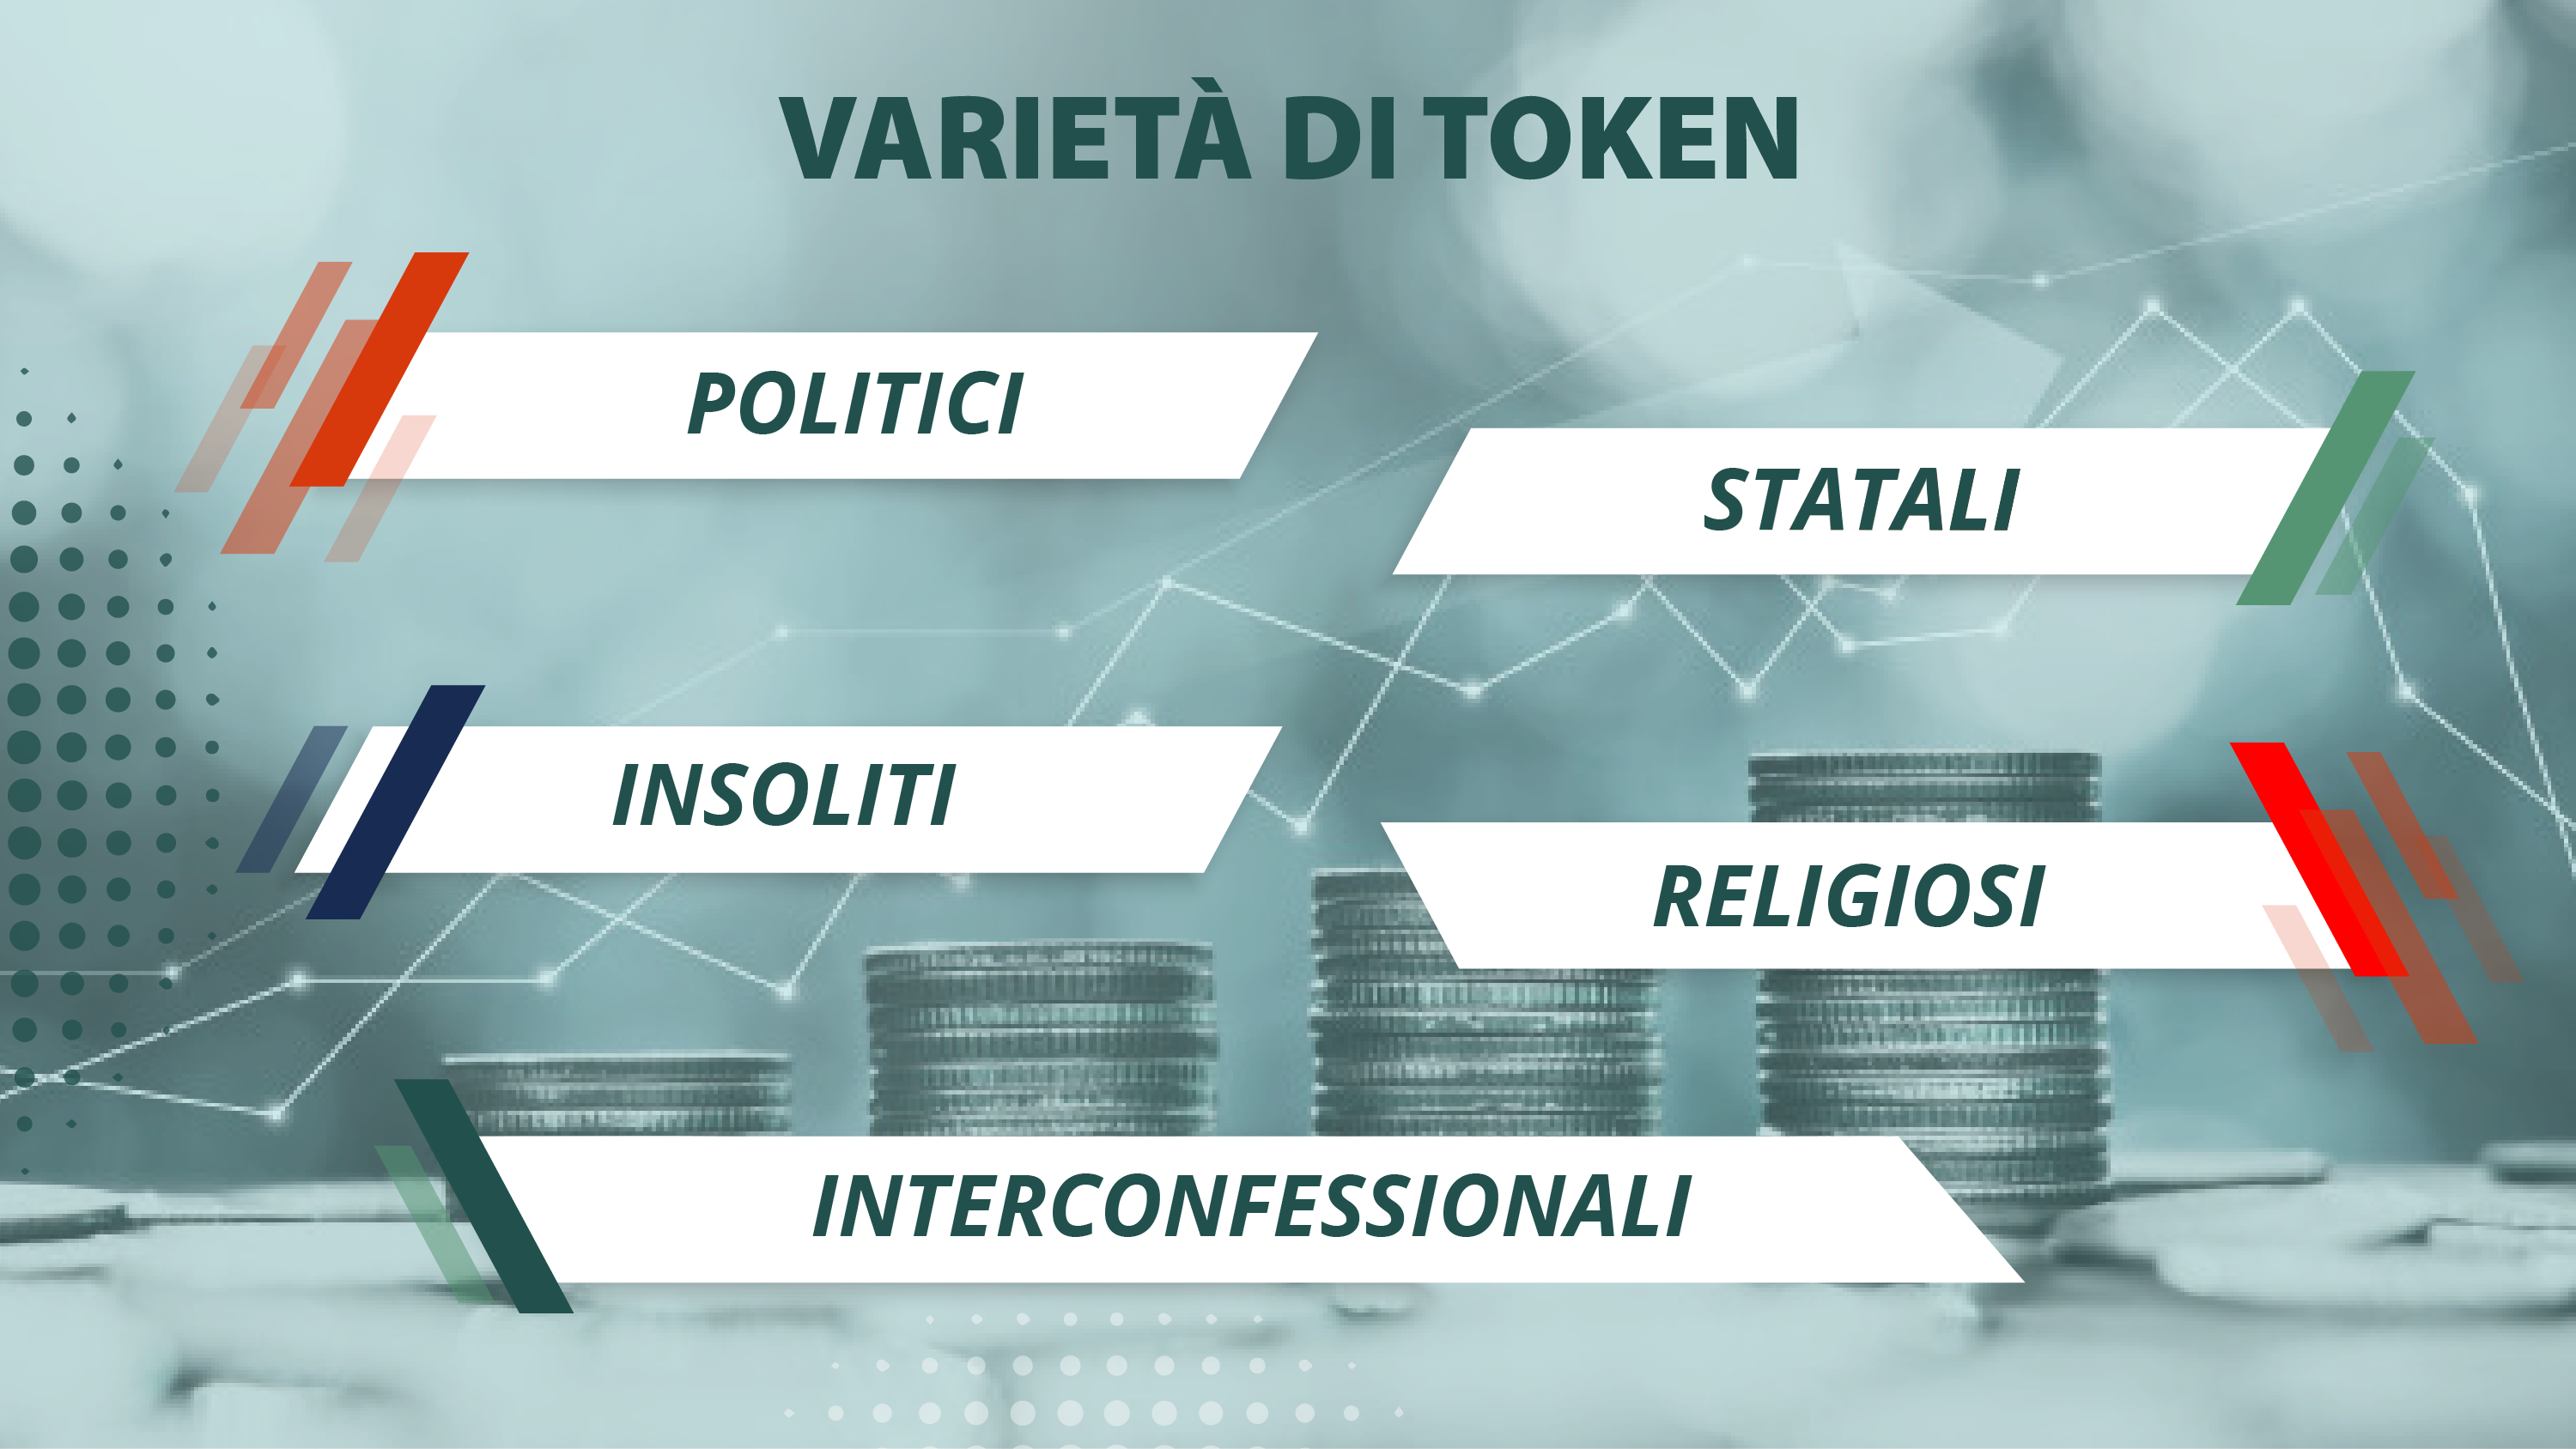 VARIETÀ DI TOKEN
POLITICI
STATALI
INSOLITI
RELIGIOSI
INTERCONFESSIONALI